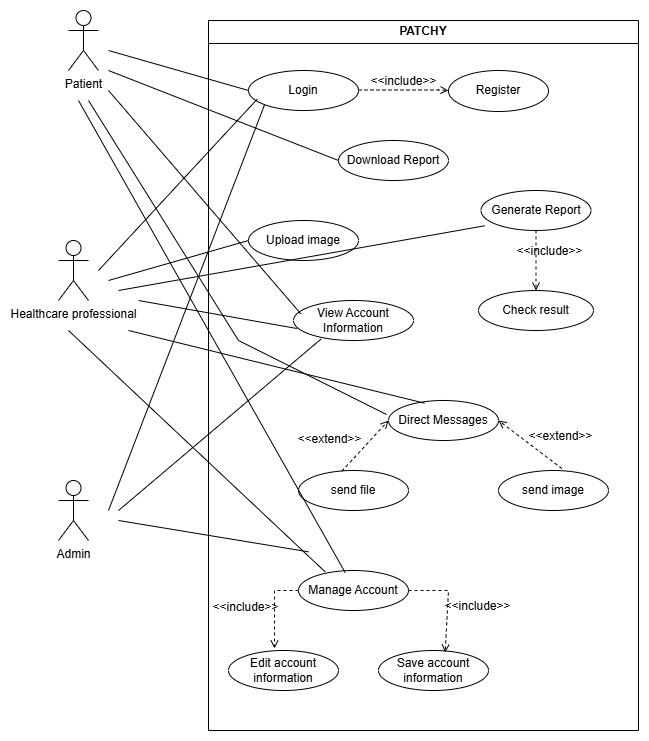 PATCHY
Patient
Login
<<include>>
Register
Download Report
Generate Report
Upload image
<<include>>
Healthcare professional
View Account
Information
Check result
Direct Messages
<<extend>>
<<extend>>
send file
send image
Admin
Manage Account
<<include>>
<<include>>
Edit account
information
Save account
information